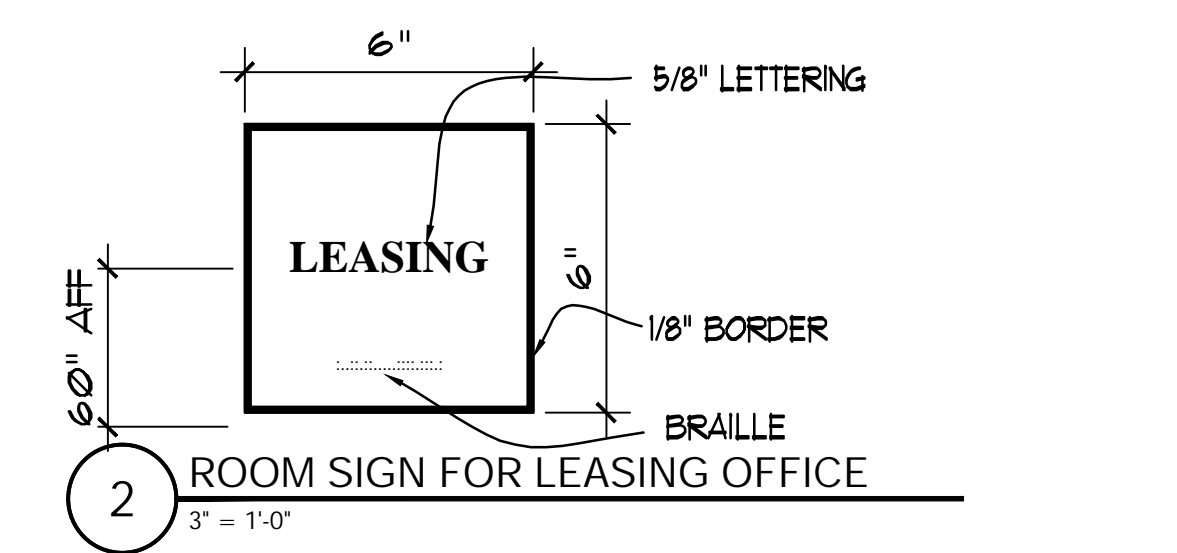 6"
5/8" LETTERING
LEASING
6"
60" AFF
1/8" BORDER
BRAILLE
2
ROOM SIGN FOR LEASING OFFICE
3" = 1'-0"